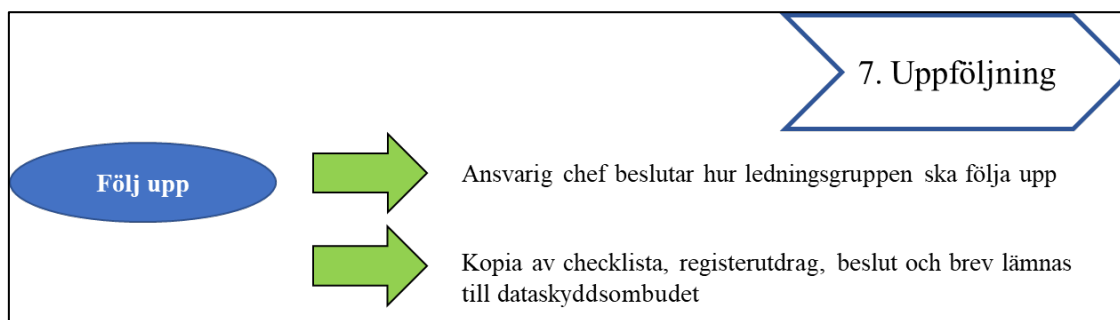 7. Uppföljning
Följ upp
Ansvarig chef beslutar hur ledningsgruppen ska följa upp
Kopia av checklista, registerutdrag, beslut och brev lämnas
till dataskyddsombudet